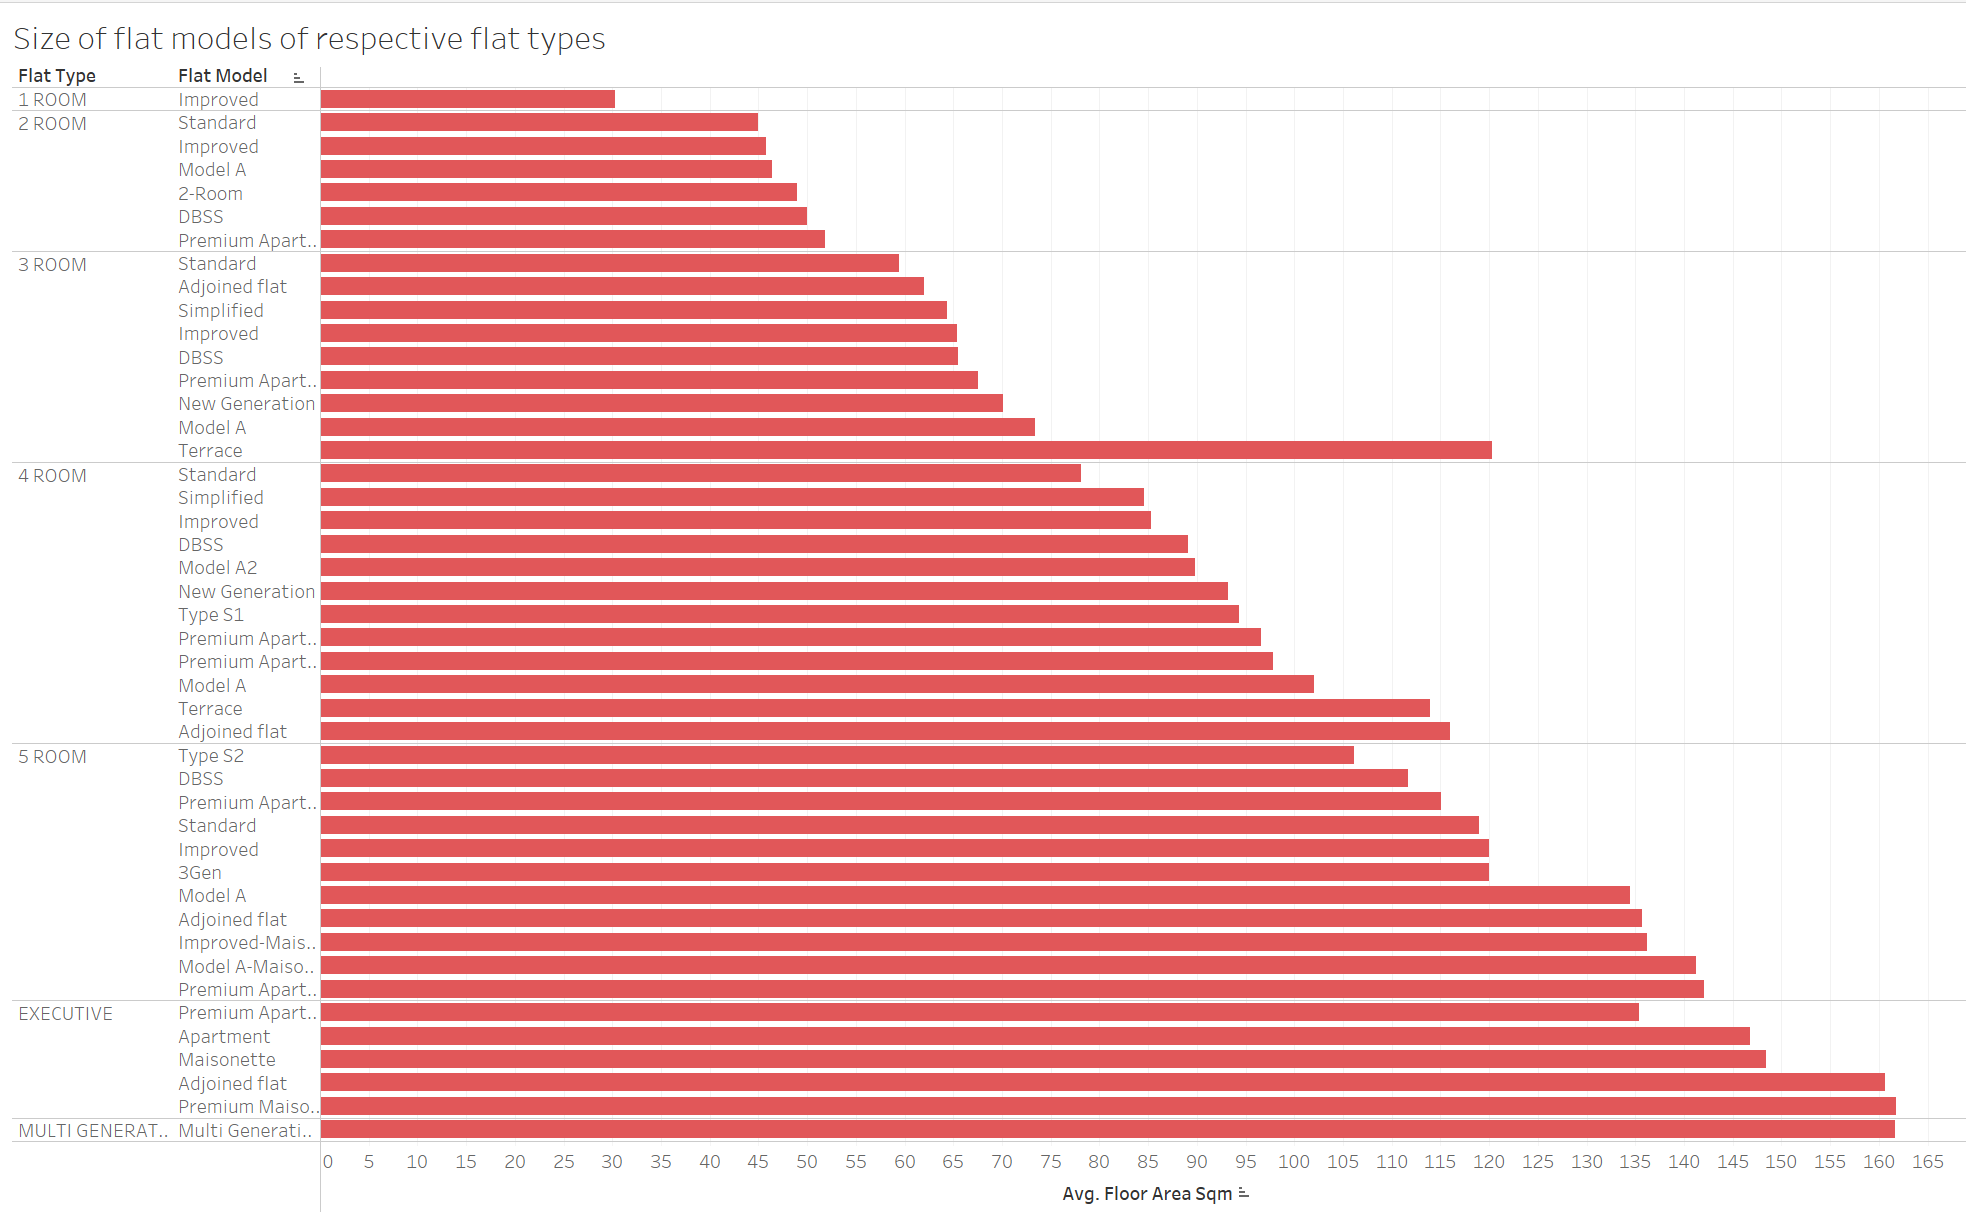 Size of flat models of respective flat types
Flat Type Flat Model
1 ROOM Improved
2 ROOM Standard
Improved
Model A
2-Room
DBSS
Premium Apart..
3 ROOM Standard
Adjoined flat
Simplified
Improved
DBSS
Premium Apart..
New Generation
Model A
Terrace
4 ROOM Standard
Simplified
Improved
DBSS
Model A2
New Generation
Type S1
Premium Apart..
Premium Apart..
Model A
Terrace
Adjoined flat
5 ROOM Type S2
DBSS
Premium Apart..
Standard
Improved
3Gen
Model A
Adjoined flat
Improved-Mais..
Model A-Maiso..
Premium Apart..
EXECUTIVE Premium Apart..
Apartment
Maisonette
Adjoined flat
Premium Maiso..
MULTI GENERAT.. Multi Generati..
0 5 10 15 20 25 30 35 40 45 50 55 60 65 70 75 80 85 90 95 100 105 110 115 120 125 130 135 140 145 150 155 160 165
Avg. Floor Area Sqm